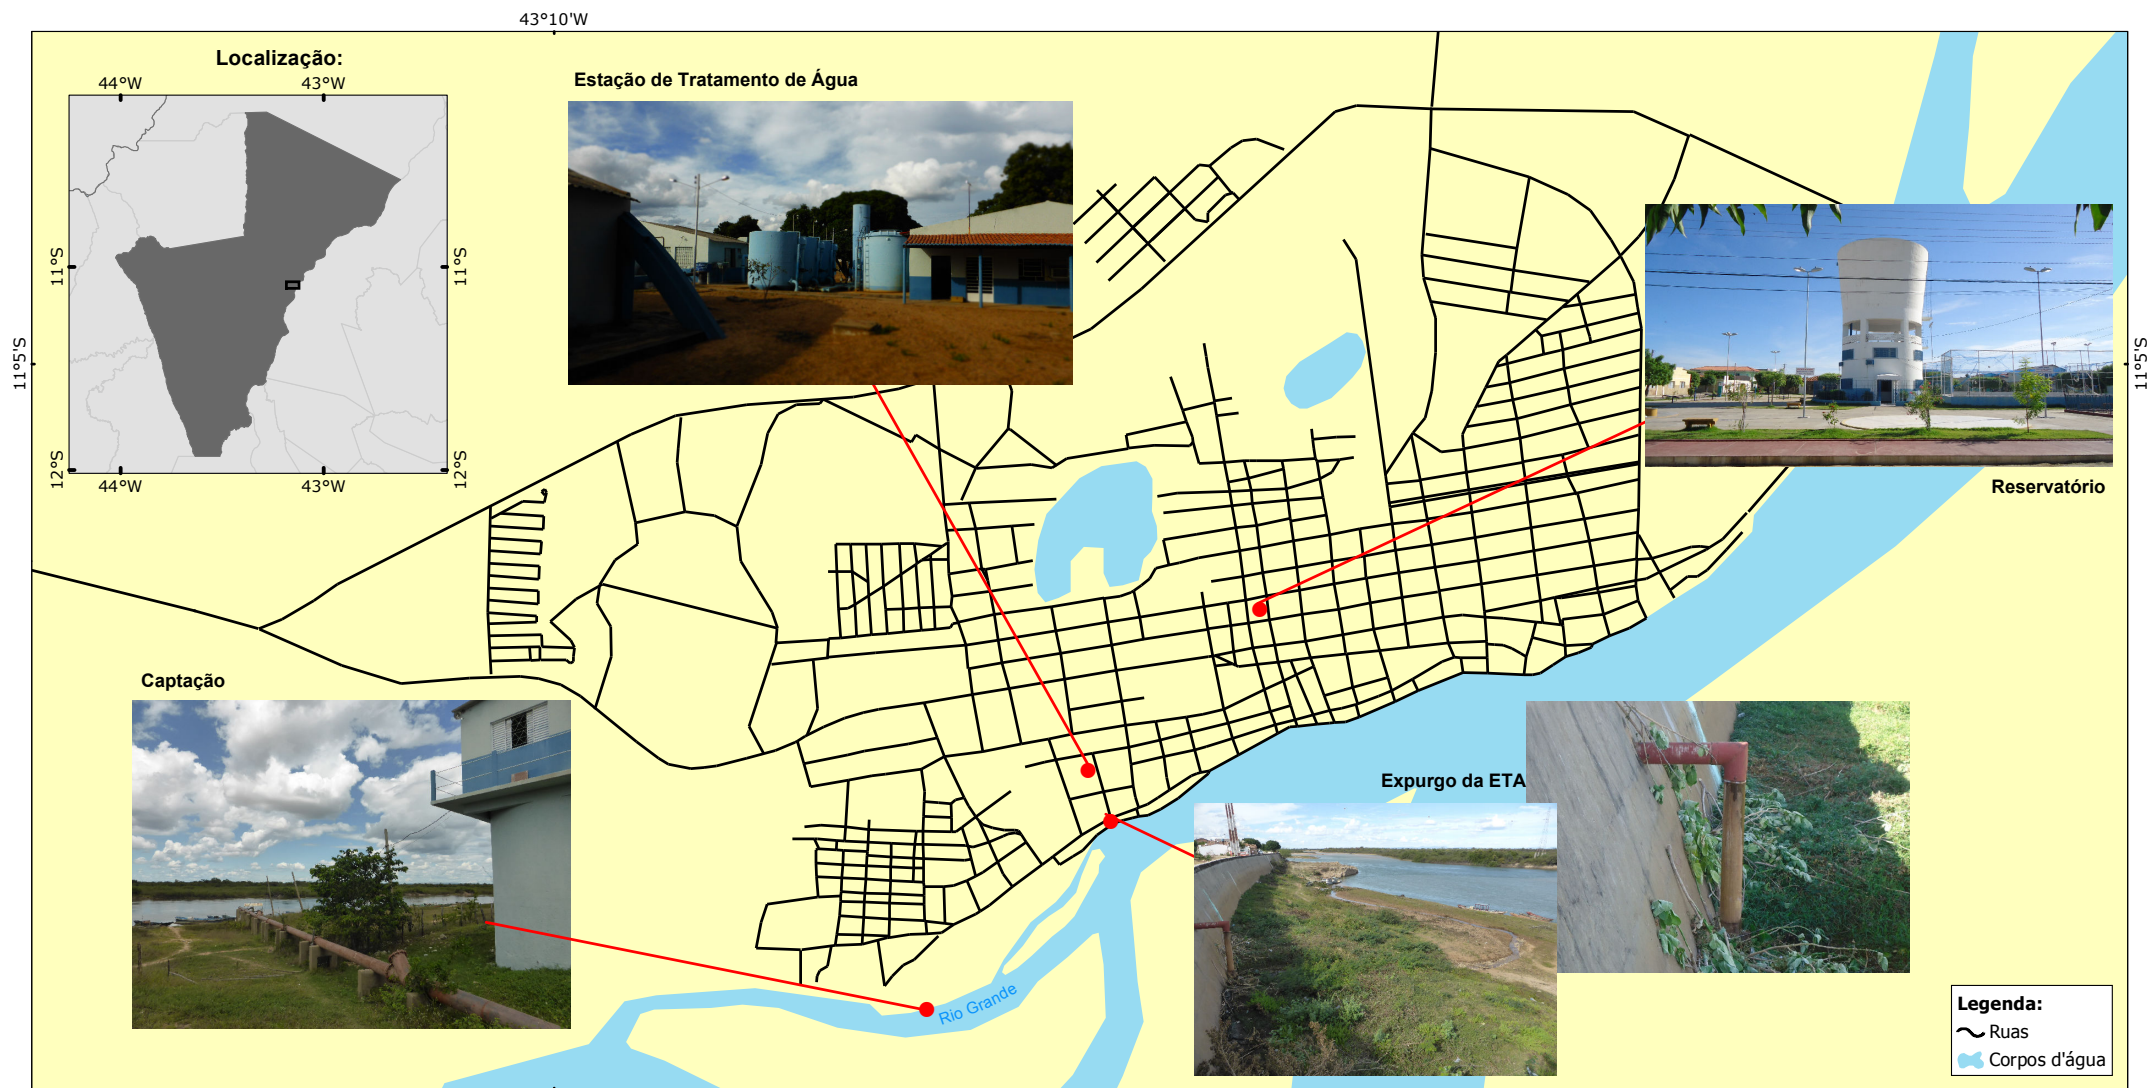 43°10'W
Localização:
44°W
43°W
11°S
11°S
12°S
12°S
44°W
43°W
Estação de Tratamento de Água
11°5'S
11°5'S
Reservatório
Captação
Expurgo da ETA
Rio Grande
Legenda:
Ruas
Corpos d'água